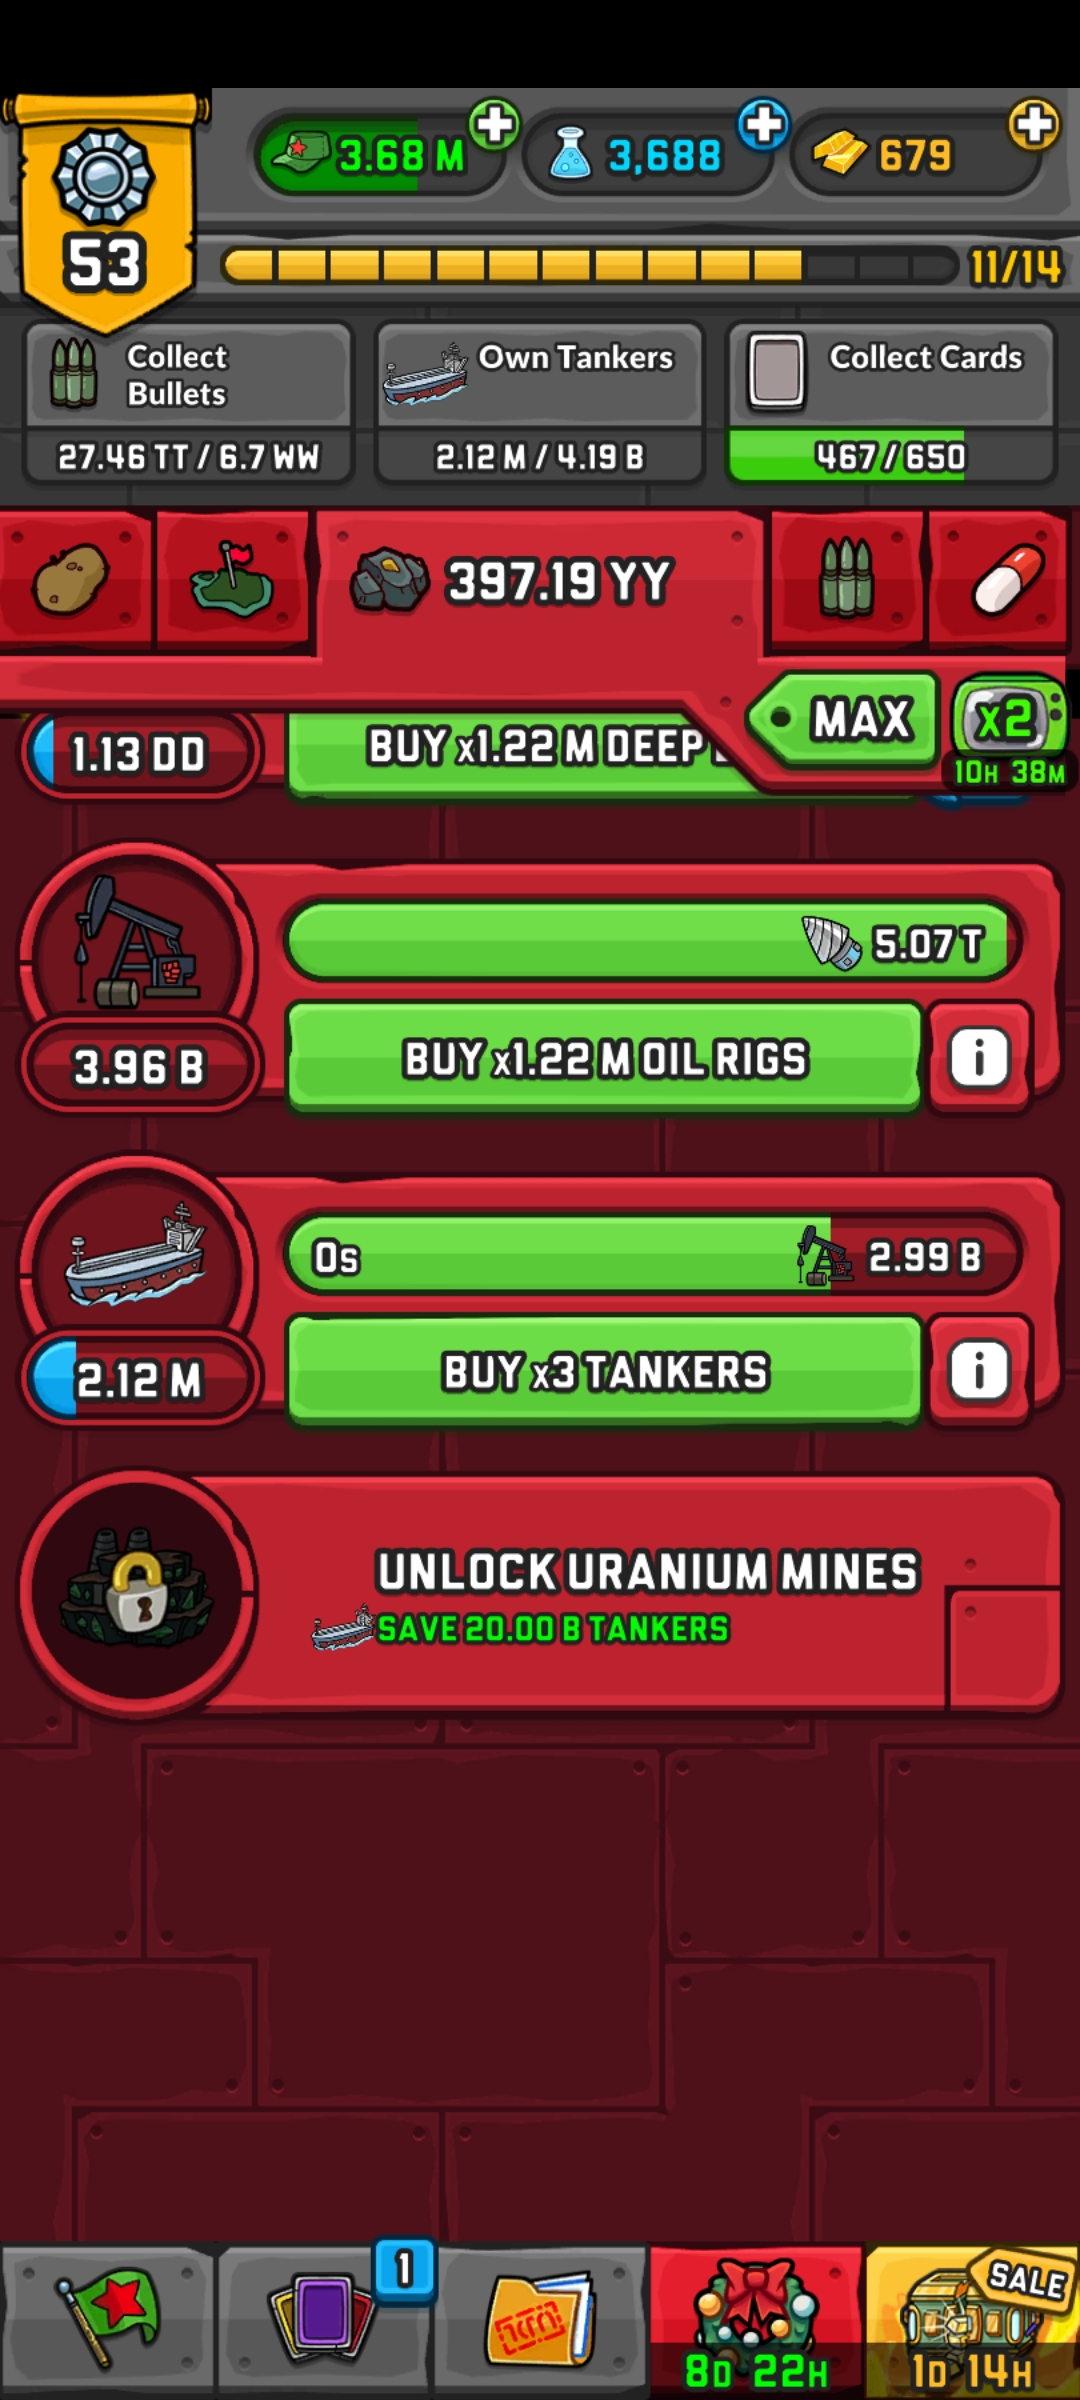 3.68 M
3,688
679
53
11/14
Collect
Bullets
Own Tankers
Collect Cards
27.46 TT / 6.7 WW
2.12 M / 4.19 B
467 / 650
397.19 YY
MAX
x2
10H 38M
1.13 DD
BUY x1.22 M DEEP
5.07 T
3.96 B
BUY x1.22 M OIL RIGS
i
0s
2.99 B
2.12 M
BUY x3 TANKERS
i
UNLOCK URANIUM MINES
SAVE 20.00 B TANKERS
1
SALE
8D 22H
1D 14H